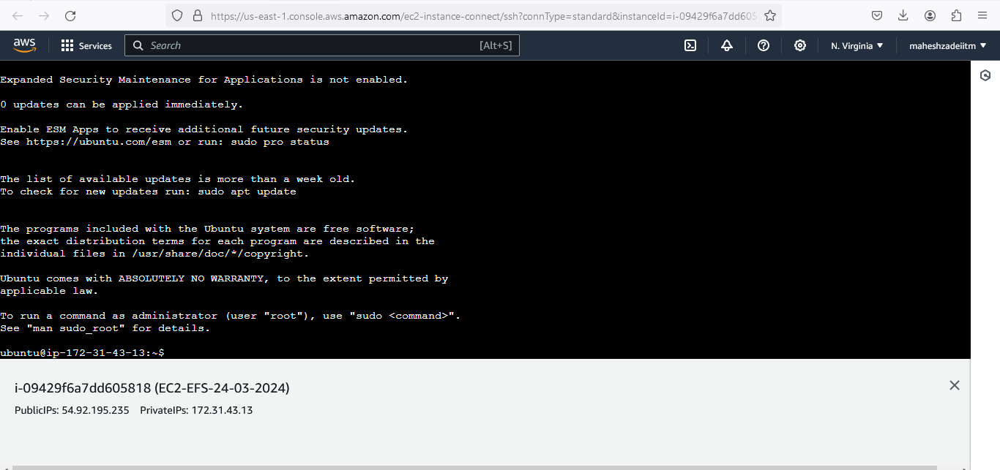 https://us-east-1.console.aws.amazon.com/ec2-instance-connect/ssh?connType=standard&instanceId=i-09429f6a7dd605
aws Services Search [Alt+S] N. Virginia maheshzadeiitm
Expanded Security Maintenance for Applications is not enabled.
0 updates can be applied immediately.
Enable ESM Apps to receive additional future security updates.
See https://ubuntu.com/esm or run: sudo pro status
The list of available updates is more than a week old.
To check for new updates run: sudo apt update
The programs included with the Ubuntu system are free software;
the exact distribution terms for each program are described in the
individual files in /usr/share/doc/*/copyright.
Ubuntu comes with ABSOLUTELY NO WARRANTY, to the extent permitted by
applicable law.
To run a command as administrator (user "root"), use "sudo <command>".
See "man sudo_root" for details.
ubuntu@ip-172-31-43-13:~$
i-09429f6a7dd605818 (EC2-EFS-24-03-2024)
PublicIPs: 54.92.195.235 PrivateIPs: 172.31.43.13